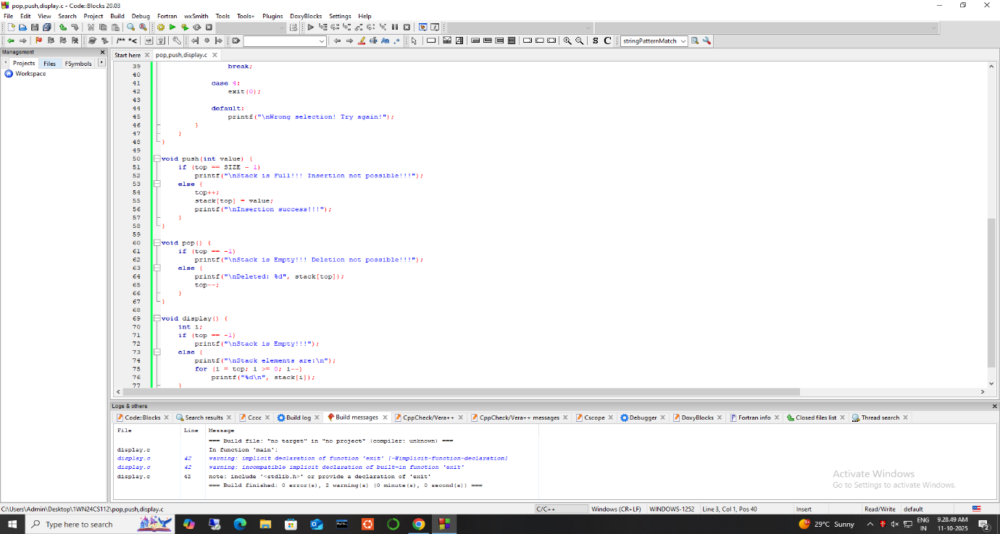 pop,push,display.c - Code::Blocks 20.03
File Edit View Search Project Build Debug Fortran wxSmith Tools Tools+ Plugins DoxyBlocks Settings Help
S C stringPatternMatch
Management
Projects Files FSymbols
Workspace
Start here pop,push,display.c
39 break;
40
41 case 4:
42 exit(0);
43
44 default:
45 printf("\nWrong selection! Try again!");
46 }
47 }
48 }
49
50 void push(int value) {
51 if (top == SIZE - 1)
52 printf("\nStack is Full!!! Insertion not possible!!!");
53 else {
54 top++;
55 stack[top] = value;
56 printf("\nInsertion success!!!");
57 }
58 }
59
60 void pop() {
61 if (top == -1)
62 printf("\nStack is Empty!!! Deletion not possible!!!");
63 else {
64 printf("\nDeleted: %d", stack[top]);
65 top--;
66 }
67 }
68
69 void display() {
70 int i;
71 if (top == -1)
72 printf("\nStack is Empty!!!");
73 else {
74 printf("\nStack elements are:\n");
75 for (i = top; i >= 0; i--)
76 printf("%d\n", stack[i]);
77 }
Logs & others
Code::Blocks Search results Cccc Build log Build messages CppCheck/Vera++ CppCheck/Vera++ messages Cscope Debugger DoxyBlocks Fortran info Closed files list Thread search
File Line Message
=== Build file: "no target" in "no project" (compiler: unknown) ===
display.c In function 'main':
display.c 42 warning: implicit declaration of function 'exit' [-Wimplicit-function-declaration]
display.c 42 warning: incompatible implicit declaration of built-in function 'exit'
display.c 42 note: include '<stdlib.h>' or provide a declaration of 'exit'
=== Build finished: 0 error(s), 2 warning(s) (0 minute(s), 0 second(s)) ===
Activate Windows
Go to Settings to activate Windows.
C:\Users\Admin\Desktop\1WN24CS112\pop,push,display.c C/C++ Windows (CR+LF) WINDOWS-1252 Line 3, Col 1, Pos 40 Insert Read/Write default
Type here to search 29°C Sunny ENG IN 9.28.49 AM 11-10-2025 2